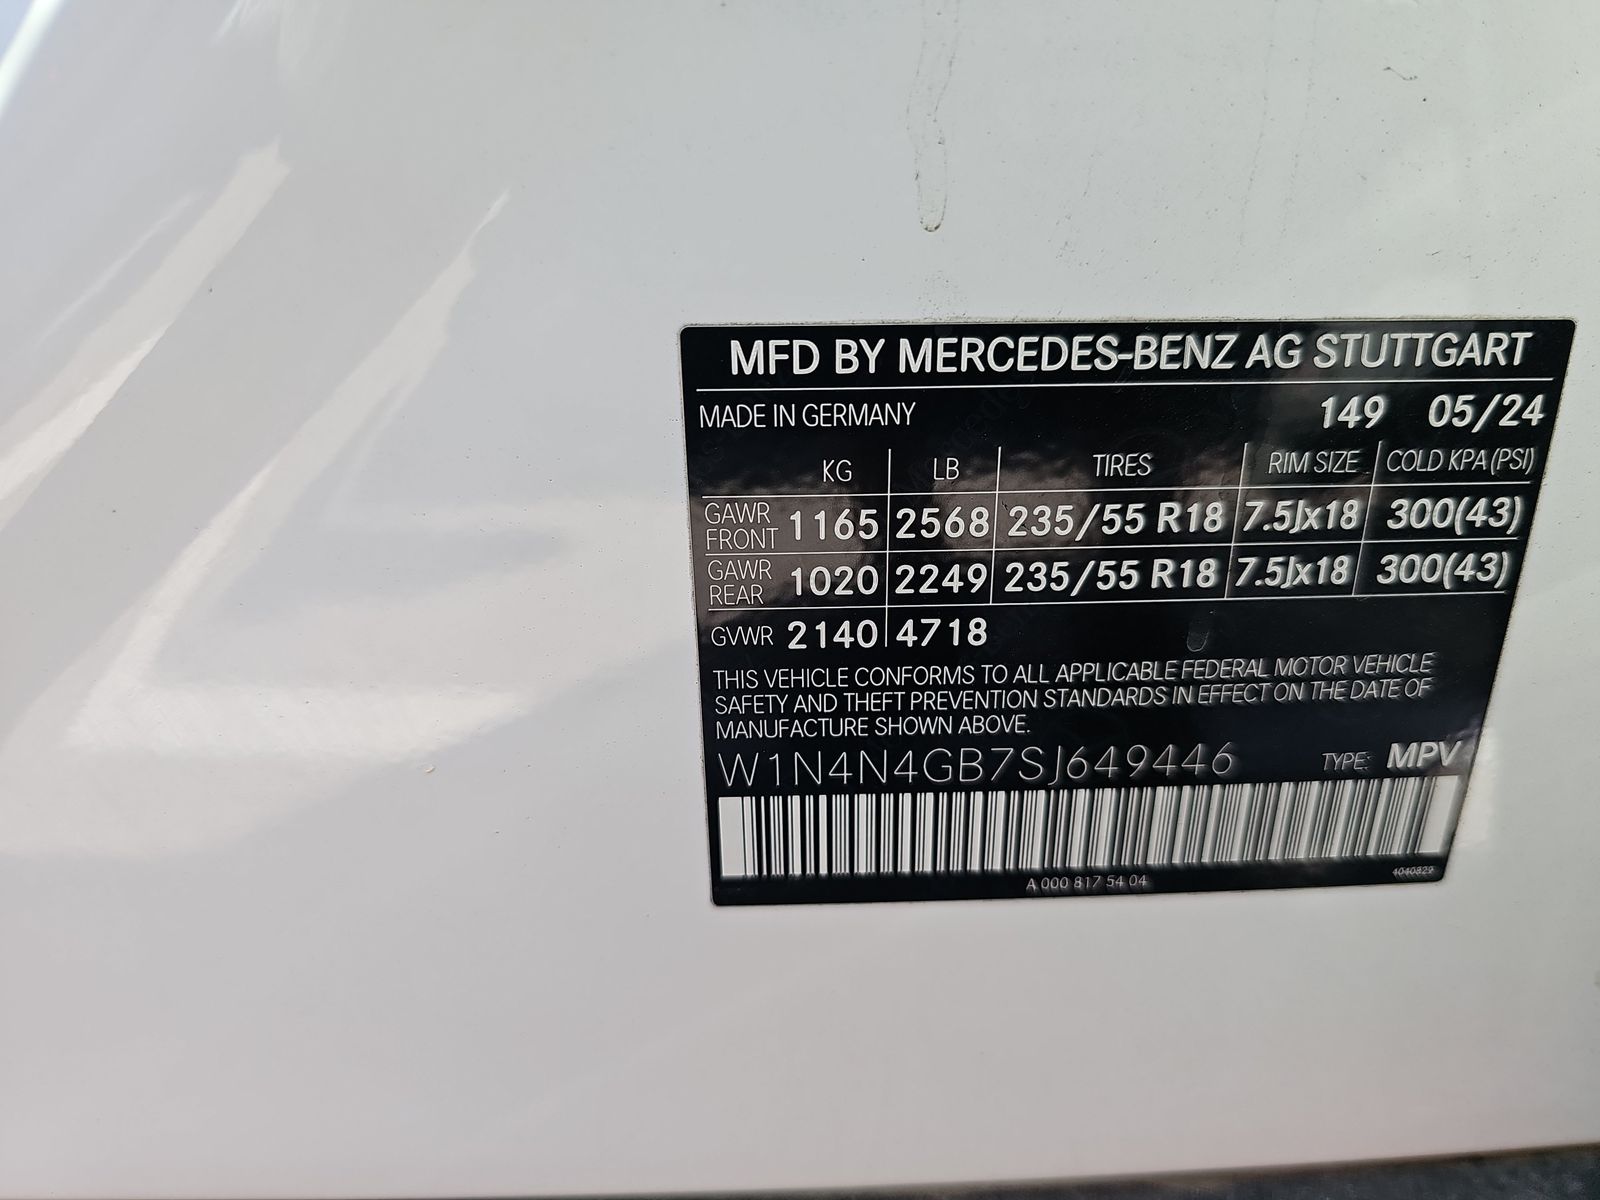 MFD BY MERCEDES-BENZ AG STUTTGART
MADE IN GERMANY 149 05/24
KG LB TIRES RIM SIZE COLD KPA (PSI)
GAWR FRONT 1165 2568 235/55 R18 7.5Jx18 300(43)
GAWR REAR 1020 2249 235/55 R18 7.5Jx18 300(43)
GVWR 2140 4718
THIS VEHICLE CONFORMS TO ALL APPLICABLE FEDERAL MOTOR VEHICLE
SAFETY AND THEFT PREVENTION STANDARDS IN EFFECT ON THE DATE OF
MANUFACTURE SHOWN ABOVE.
W1N4N4GB7SJ649446 TYPE: MPV
A 000 817 54 04 4040829